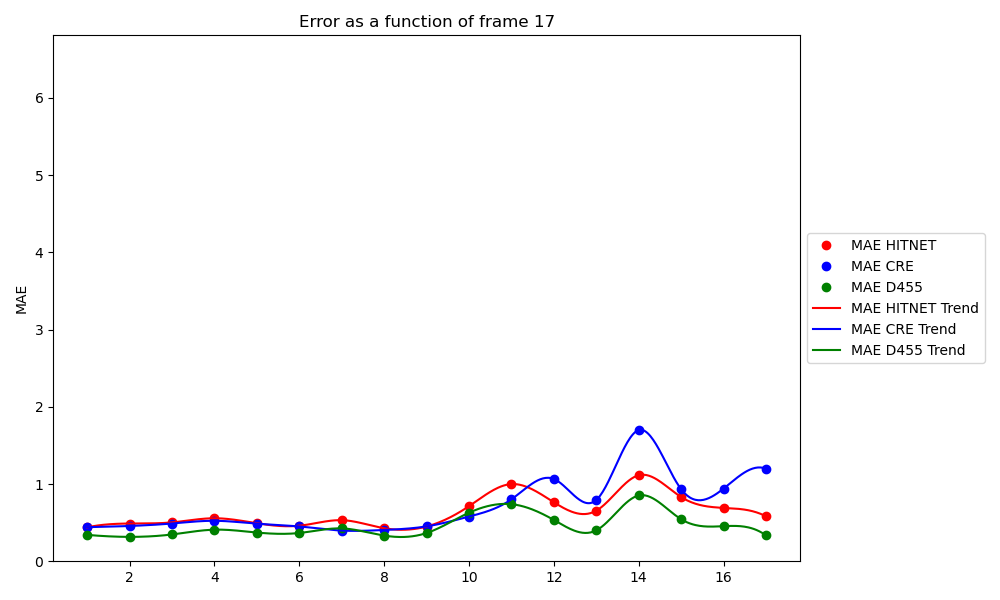 Error as a function of frame 17
MAE
6
5
4
3
2
1
0
2
4
6
8
10
12
14
16
MAE HITNET
MAE CRE
MAE D455
MAE HITNET Trend
MAE CRE Trend
MAE D455 Trend